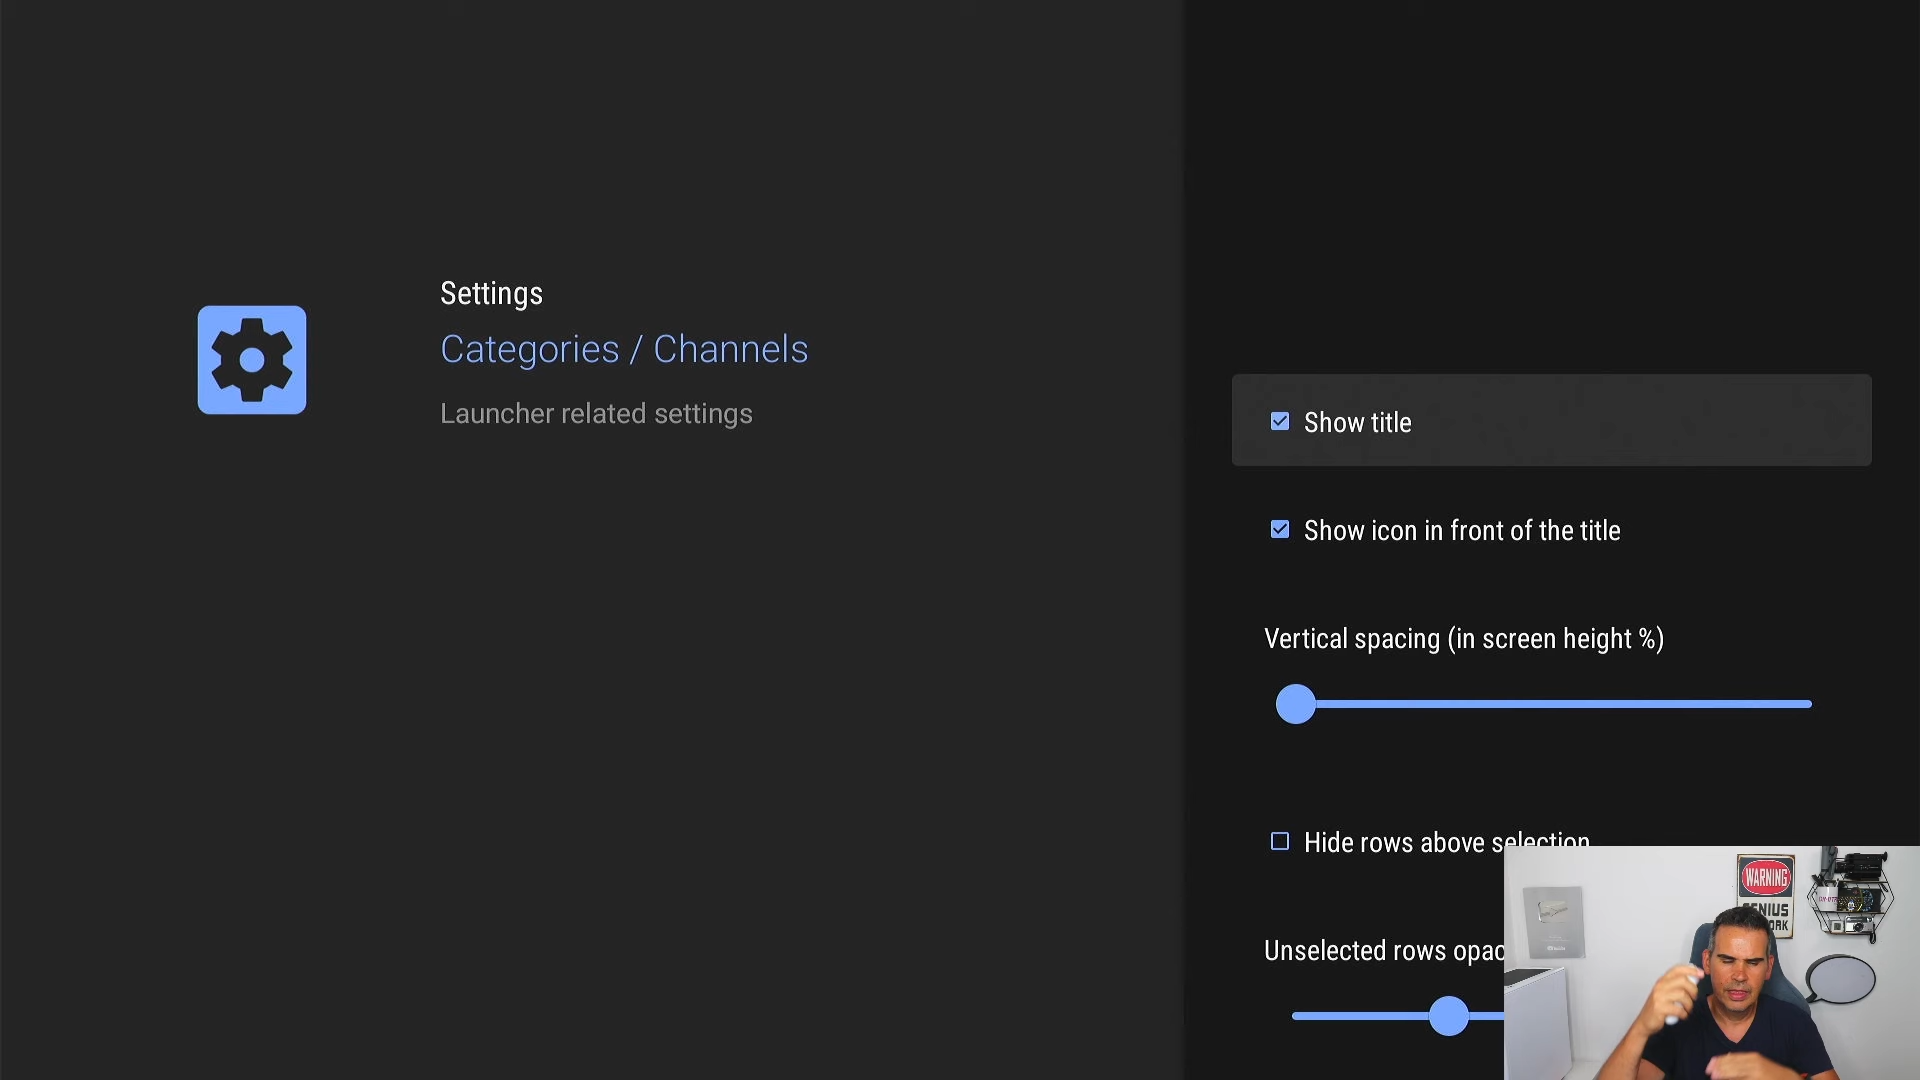 Settings
Categories / Channels
Launcher related settings
Show title
Show icon in front of the title
Vertical spacing (in screen height %)
Hide rows above selection
Unselected rows opac
WARNING
GENIUS